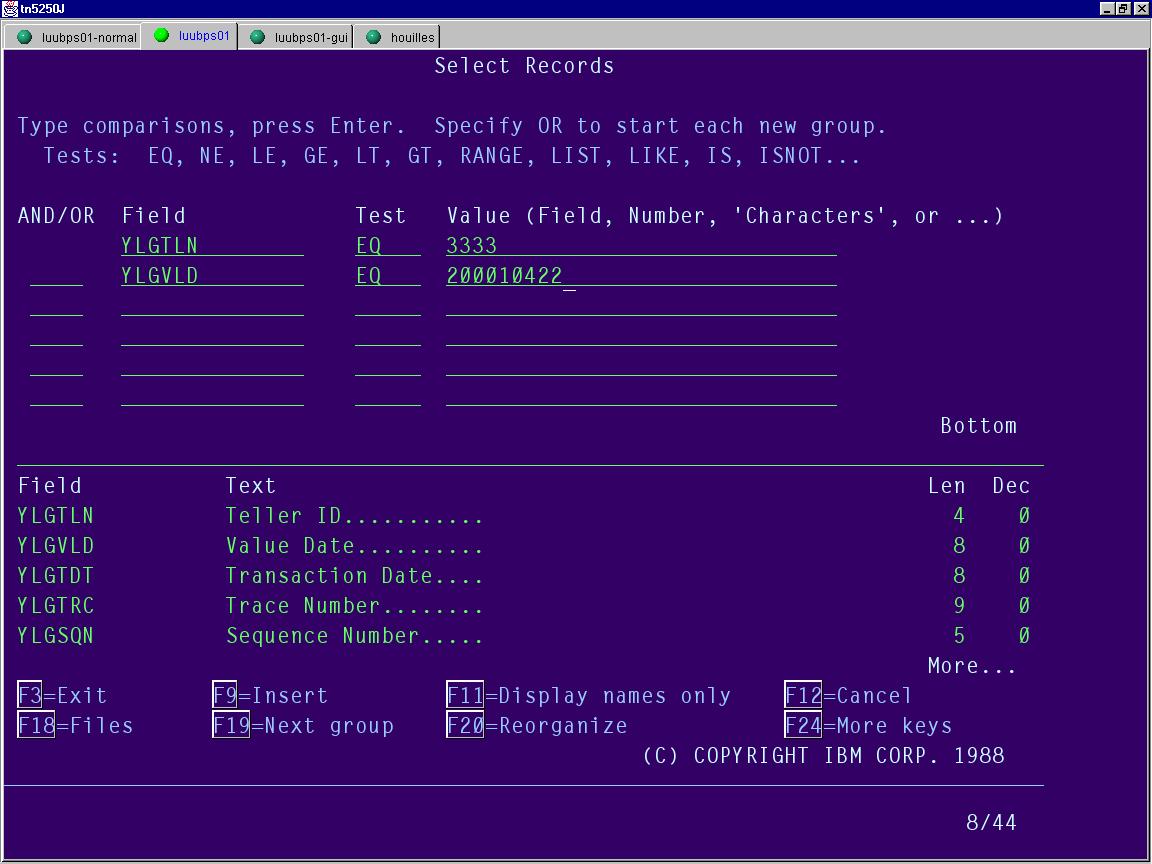 tn5250J
luubps01-normal luubps01 luubps01-gui houilles
Select Records
Type comparisons, press Enter. Specify OR to start each new group.
Tests: EQ, NE, LE, GE, LT, GT, RANGE, LIST, LIKE, IS, ISNOT...
AND/OR Field Test Value (Field, Number, 'Characters', or ...)
YLGTLN EQ 3333
YLGVLD EQ 200010422_
Bottom
Field Text Len Dec
YLGTLN Teller ID........... 4 0
YLGVLD Value Date.......... 8 0
YLGTDT Transaction Date.... 8 0
YLGTRC Trace Number........ 9 0
YLGSQN Sequence Number..... 5 0
More...
F3=Exit F9=Insert F11=Display names only F12=Cancel
F18=Files F19=Next group F20=Reorganize F24=More keys
(C) COPYRIGHT IBM CORP. 1988
8/44